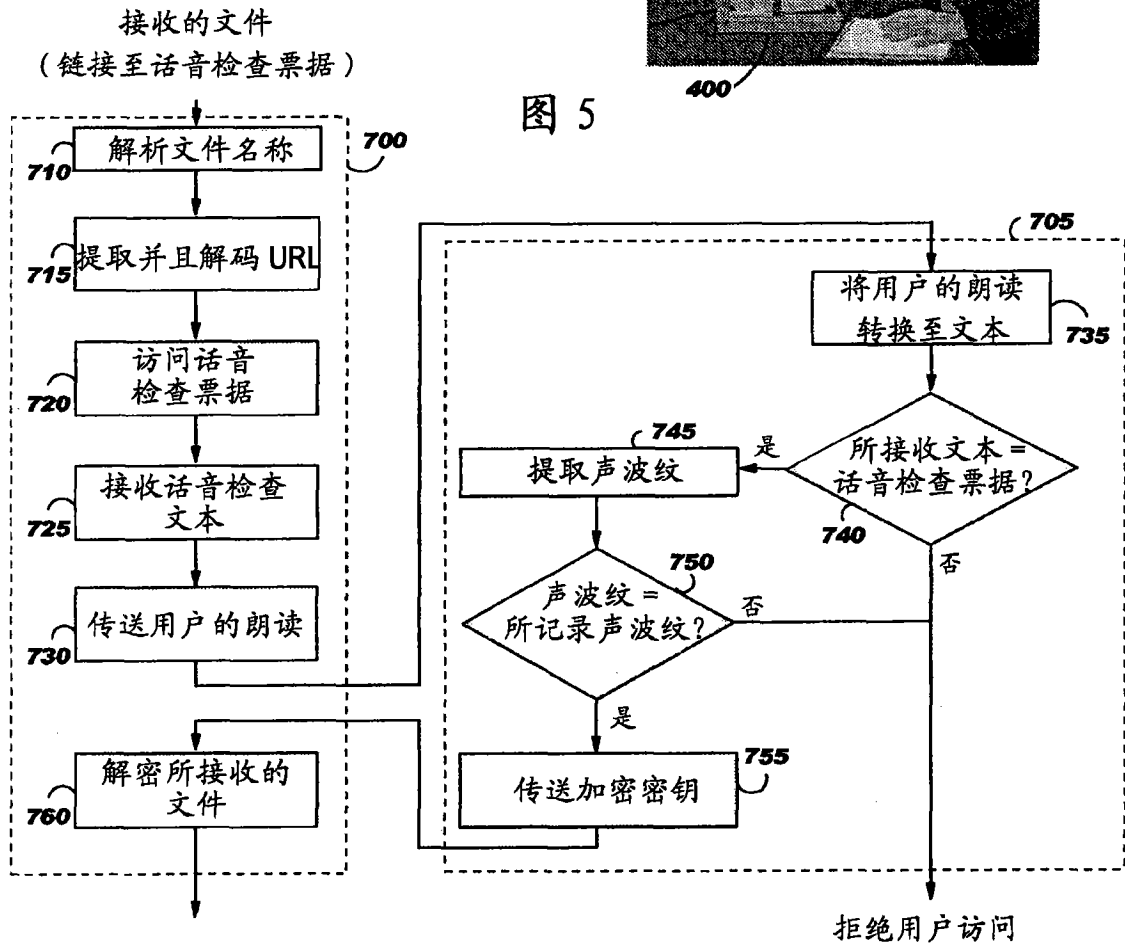 接收的文件
（链接至话音检查票据）
400
图 5
700
解析文件名称
710
提取并且解码 URL
715
访问话音
检查票据
720
接收话音检查
文本
725
传送用户的朗读
730
解密所接收的
文件
760
705
将用户的朗读
转换至文本
735
所接收文本 =
话音检查票据?
740
是
否
745
提取声波纹
750
声波纹 =
所记录声波纹?
否
是
755
传送加密密钥
拒绝用户访问